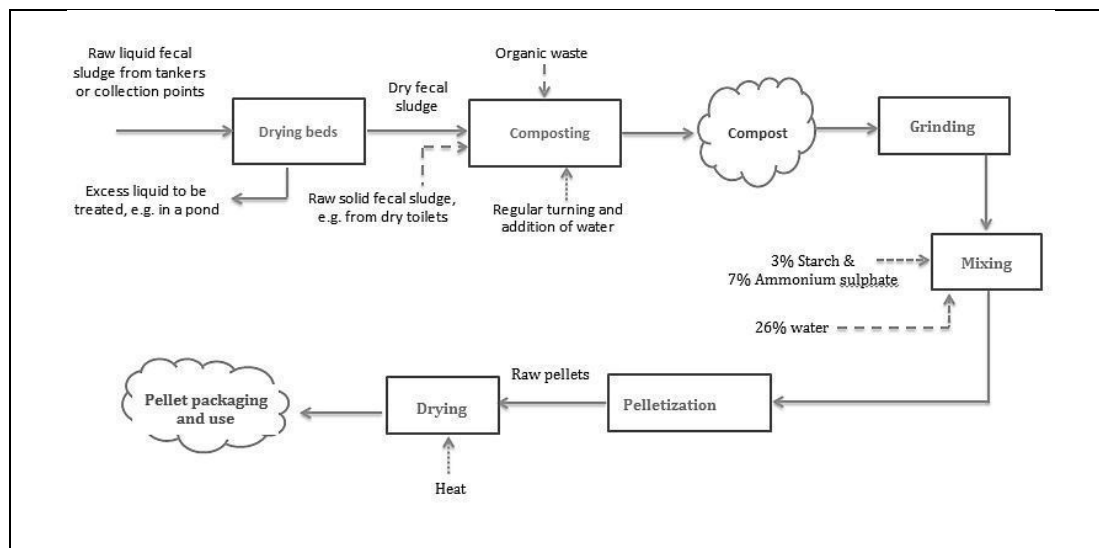 Raw liquid fecal
sludge from tankers
or collection points
Drying beds
Excess liquid to be
treated, e.g. in a pond
Dry fecal
sludge
Raw solid fecal sludge,
e.g. from dry toilets
Organic waste
Composting
Regular turning and
addition of water
Compost
Grinding
3% Starch &
7% Ammonium sulphate
26% water
Mixing
Pelletization
Raw pellets
Drying
Heat
Pellet packaging
and use